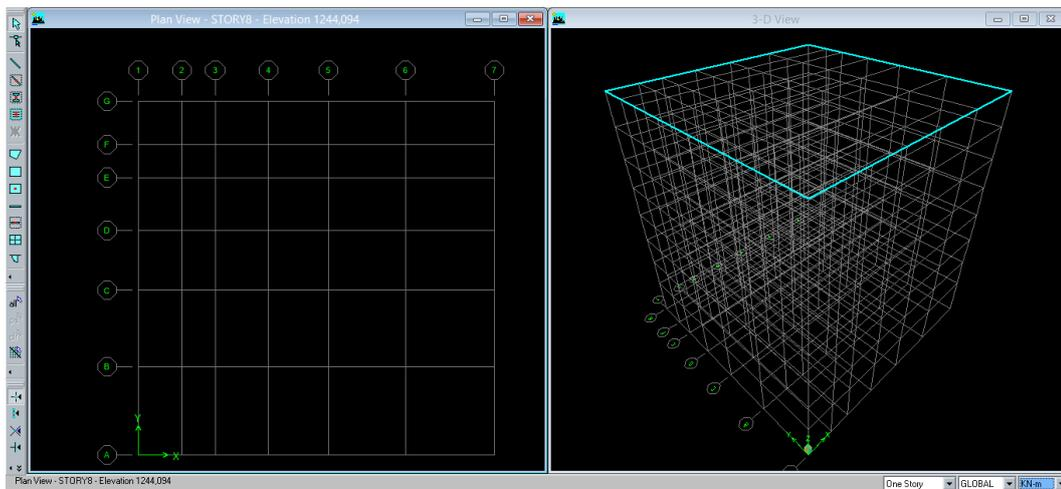 Plan View - STORY8 - Elevation 1244,094
3-D View
1 2 3 4 5 6 7
G
F
E
D
C
B
A
Y
X
Y Z X
Plan View - STORY8 - Elevation 1244,094
One Story
GLOBAL
KN-m